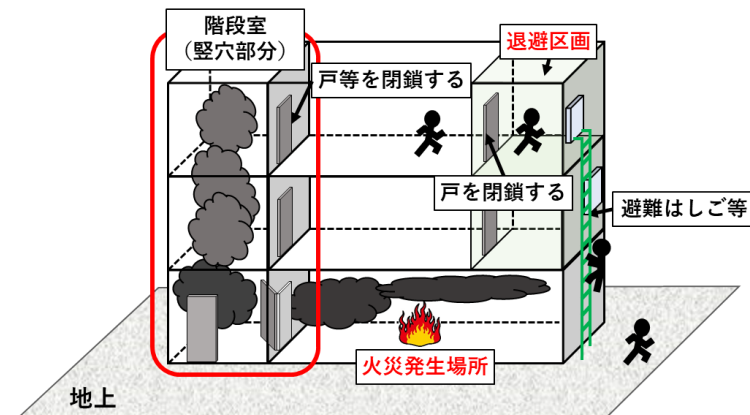 階段室
（竪穴部分）
退避区画
戸等を閉鎖する
戸を閉鎖する
避難はしご等
火災発生場所
地上